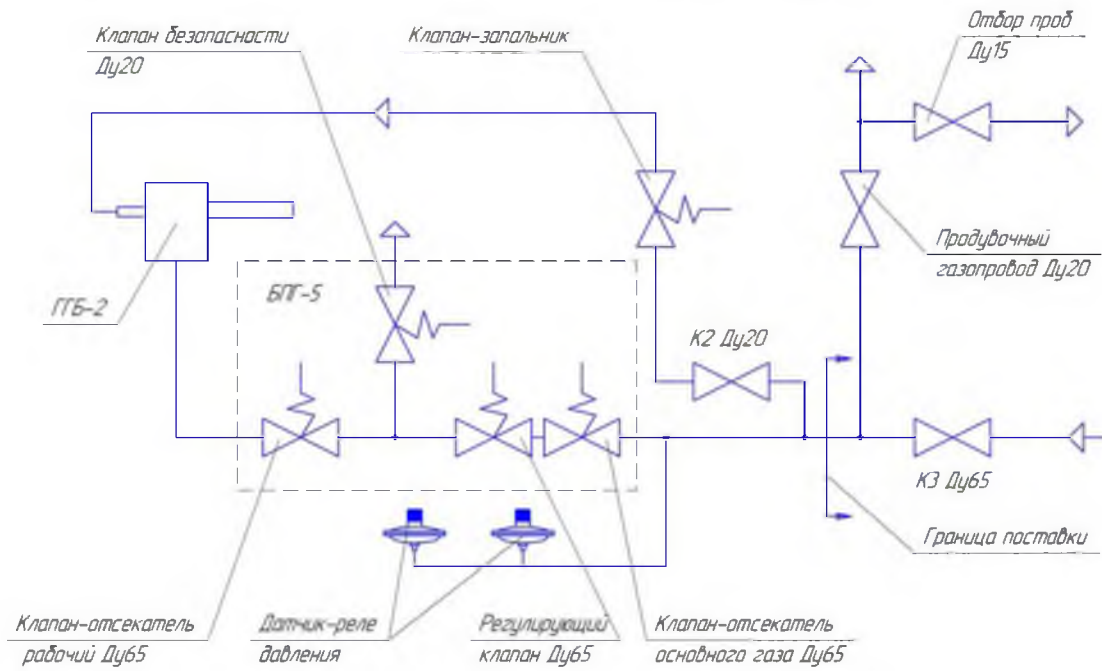 Клапан безопасности
Ду20
Клапан-запальник
Отбор проб
Ду15
Продувочный
газопровод Ду20
ГГБ-2
БПГ-5
К2 Ду20
К3 Ду65
Граница поставки
Клапан-отсекатель
рабочий Ду65
Датчик-реле
давления
Регулирующий
клапан Ду65
Клапан-отсекатель
основного газа Ду65